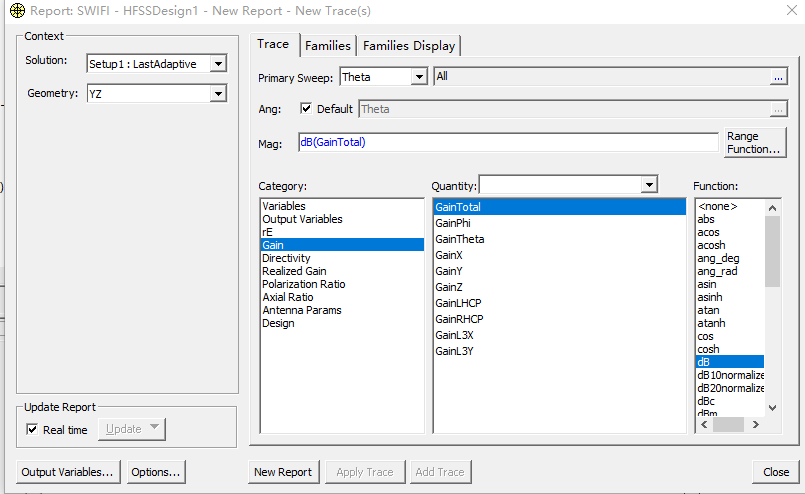 Report: SWIFI - HFSSDesign1 - New Report - New Trace(s)
Context
Solution:
Setup1 : LastAdaptive
Geometry:
YZ
Update Report
Real time
Update
Output Variables...
Options...
Trace
Families
Families Display
Primary Sweep:
Theta
All
...
Ang:
Default
Theta
...
Mag:
dB(GainTotal)
Range
Function...
Category:
Variables
Output Variables
rE
Gain
Directivity
Realized Gain
Polarization Ratio
Axial Ratio
Antenna Params
Design
Quantity:
GainTotal
GainPhi
GainTheta
GainX
GainY
GainZ
GainLHCP
GainRHCP
GainL3X
GainL3Y
Function:
<none>
abs
acos
acosh
ang_deg
ang_rad
asin
asinh
atan
atanh
cos
cosh
dB
dB10normalize
dB20normalize
dBc
dBm
New Report
Apply Trace
Add Trace
Close